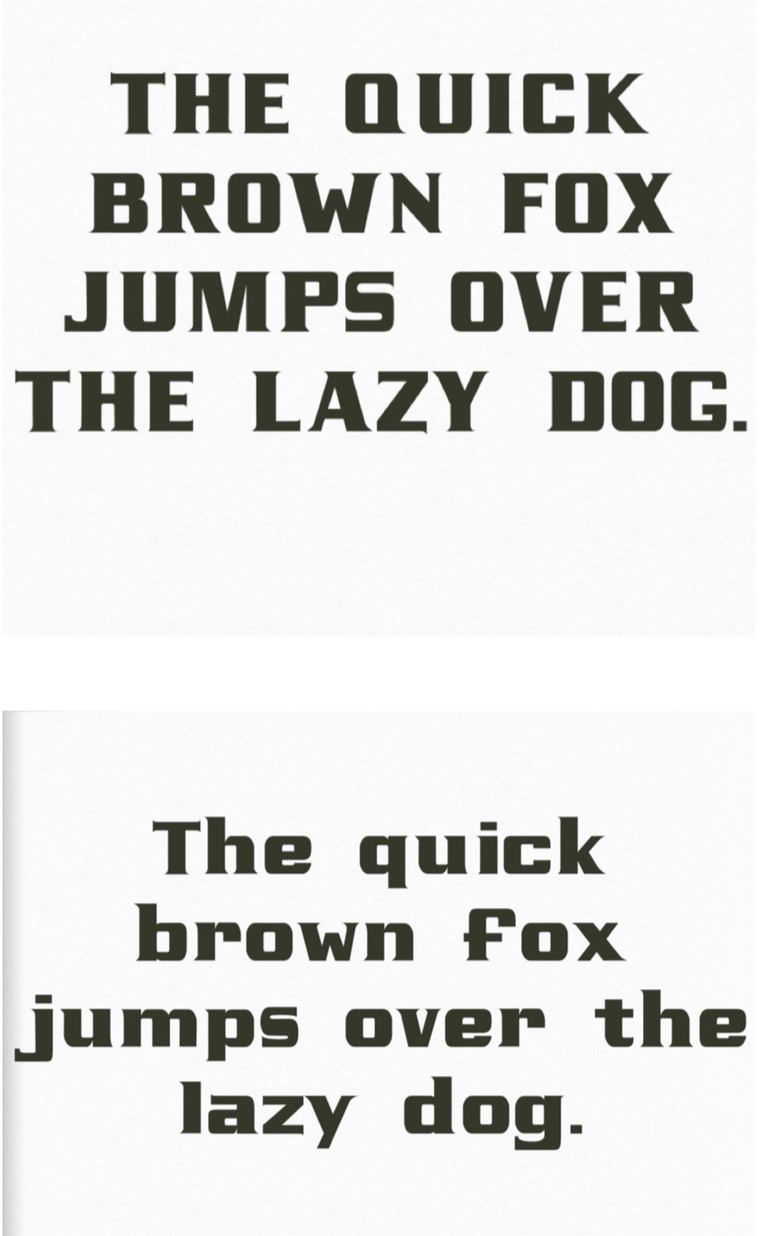 THE QUICK
BROWN FOX
JUMPS OVER
THE LAZY DOG.
The quick
brown fox
jumps over the
lazy dog.